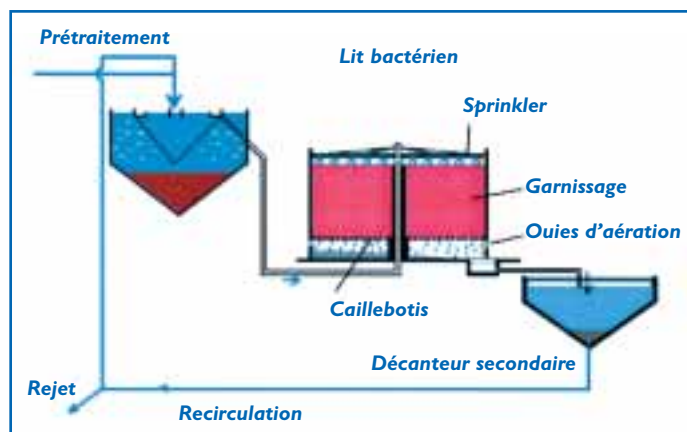 Prétraitement
Lit bactérien
Sprinkler
Garnissage
Ouies d'aération
Caillebotis
Décanteur secondaire
Rejet
Recirculation